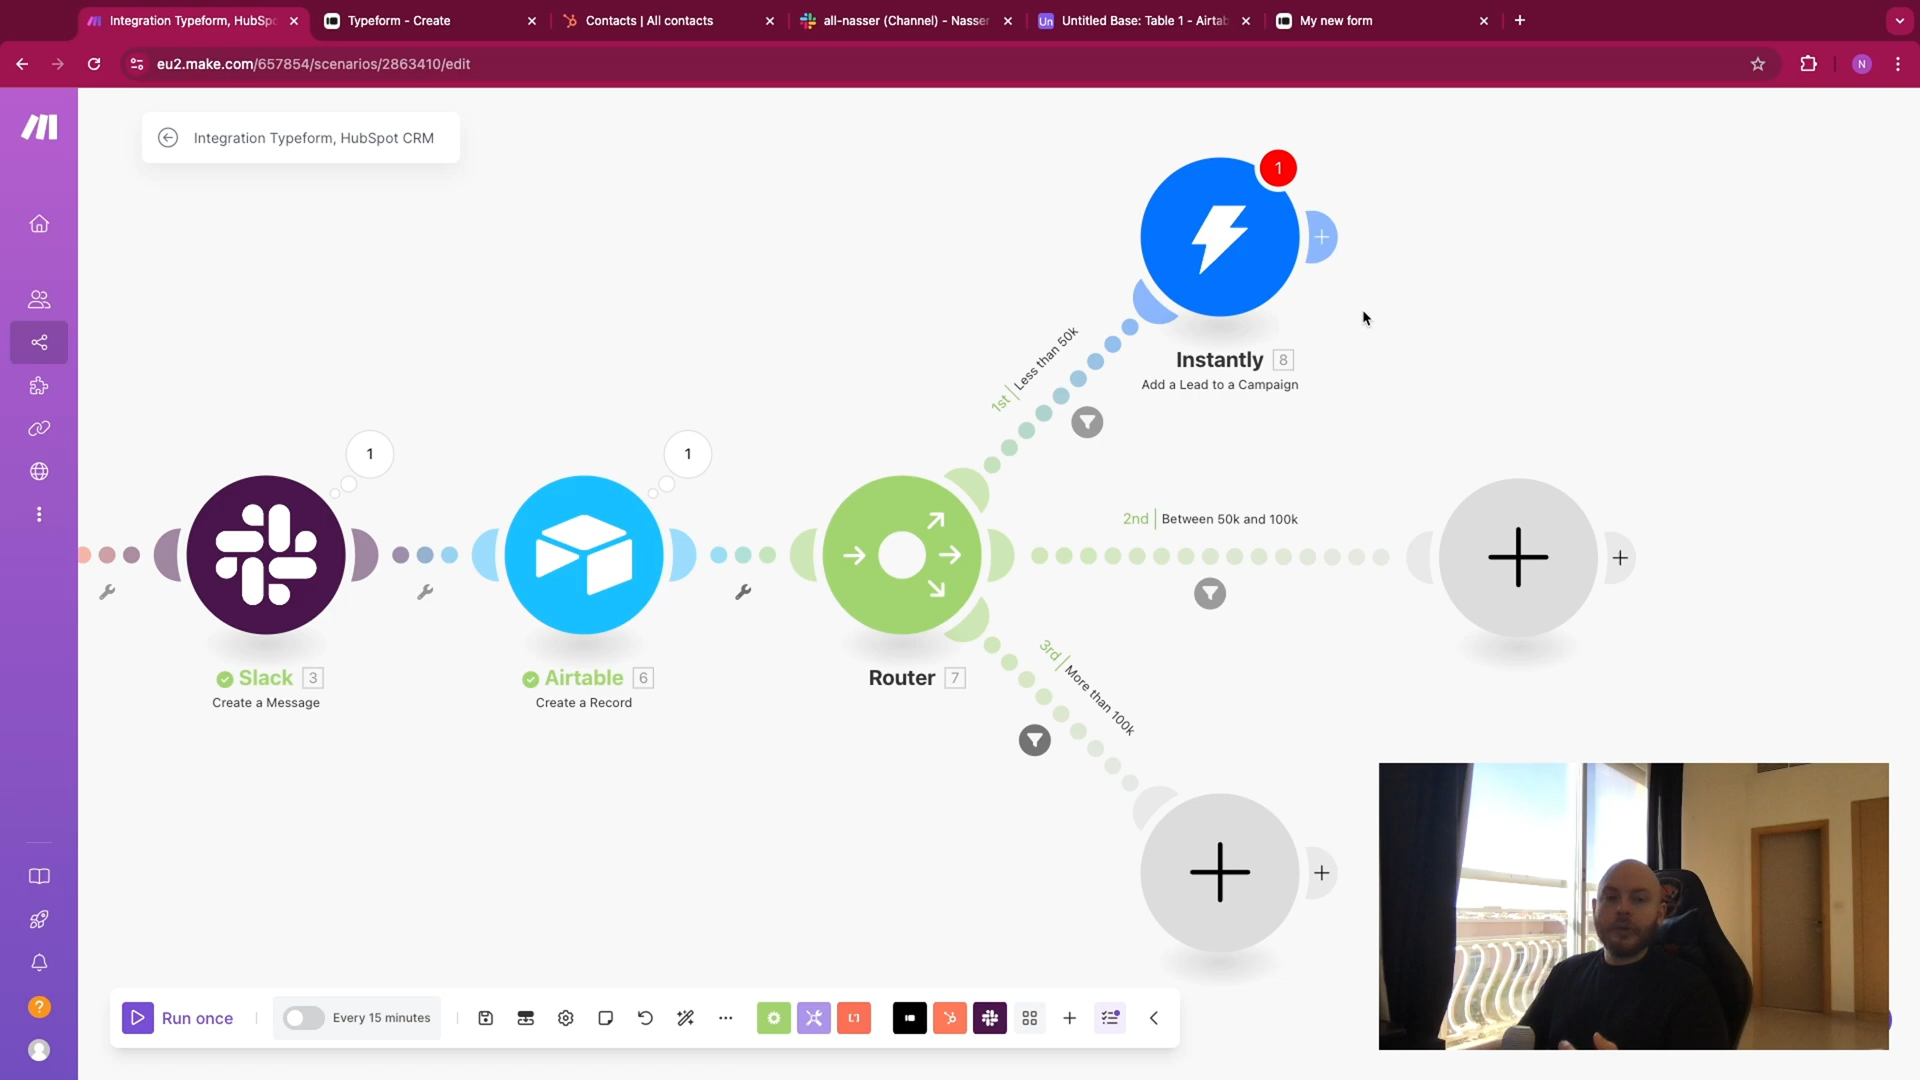 Integration Typeform, HubSpo
Typeform - Create
Contacts | All contacts
all-nasser (Channel) - Nasser
Un
Untitled Base: Table 1 - Airtab
My new form
eu2.make.com/657854/scenarios/2863410/edit
N
Integration Typeform, HubSpot CRM
1
Instantly 8
Add a Lead to a Campaign
1st | Less than 50k
1
1
2nd | Between 50k and 100k
Slack 3
Create a Message
Airtable 6
Create a Record
Router 7
3rd | More than 100k
?
Run once
Every 15 minutes